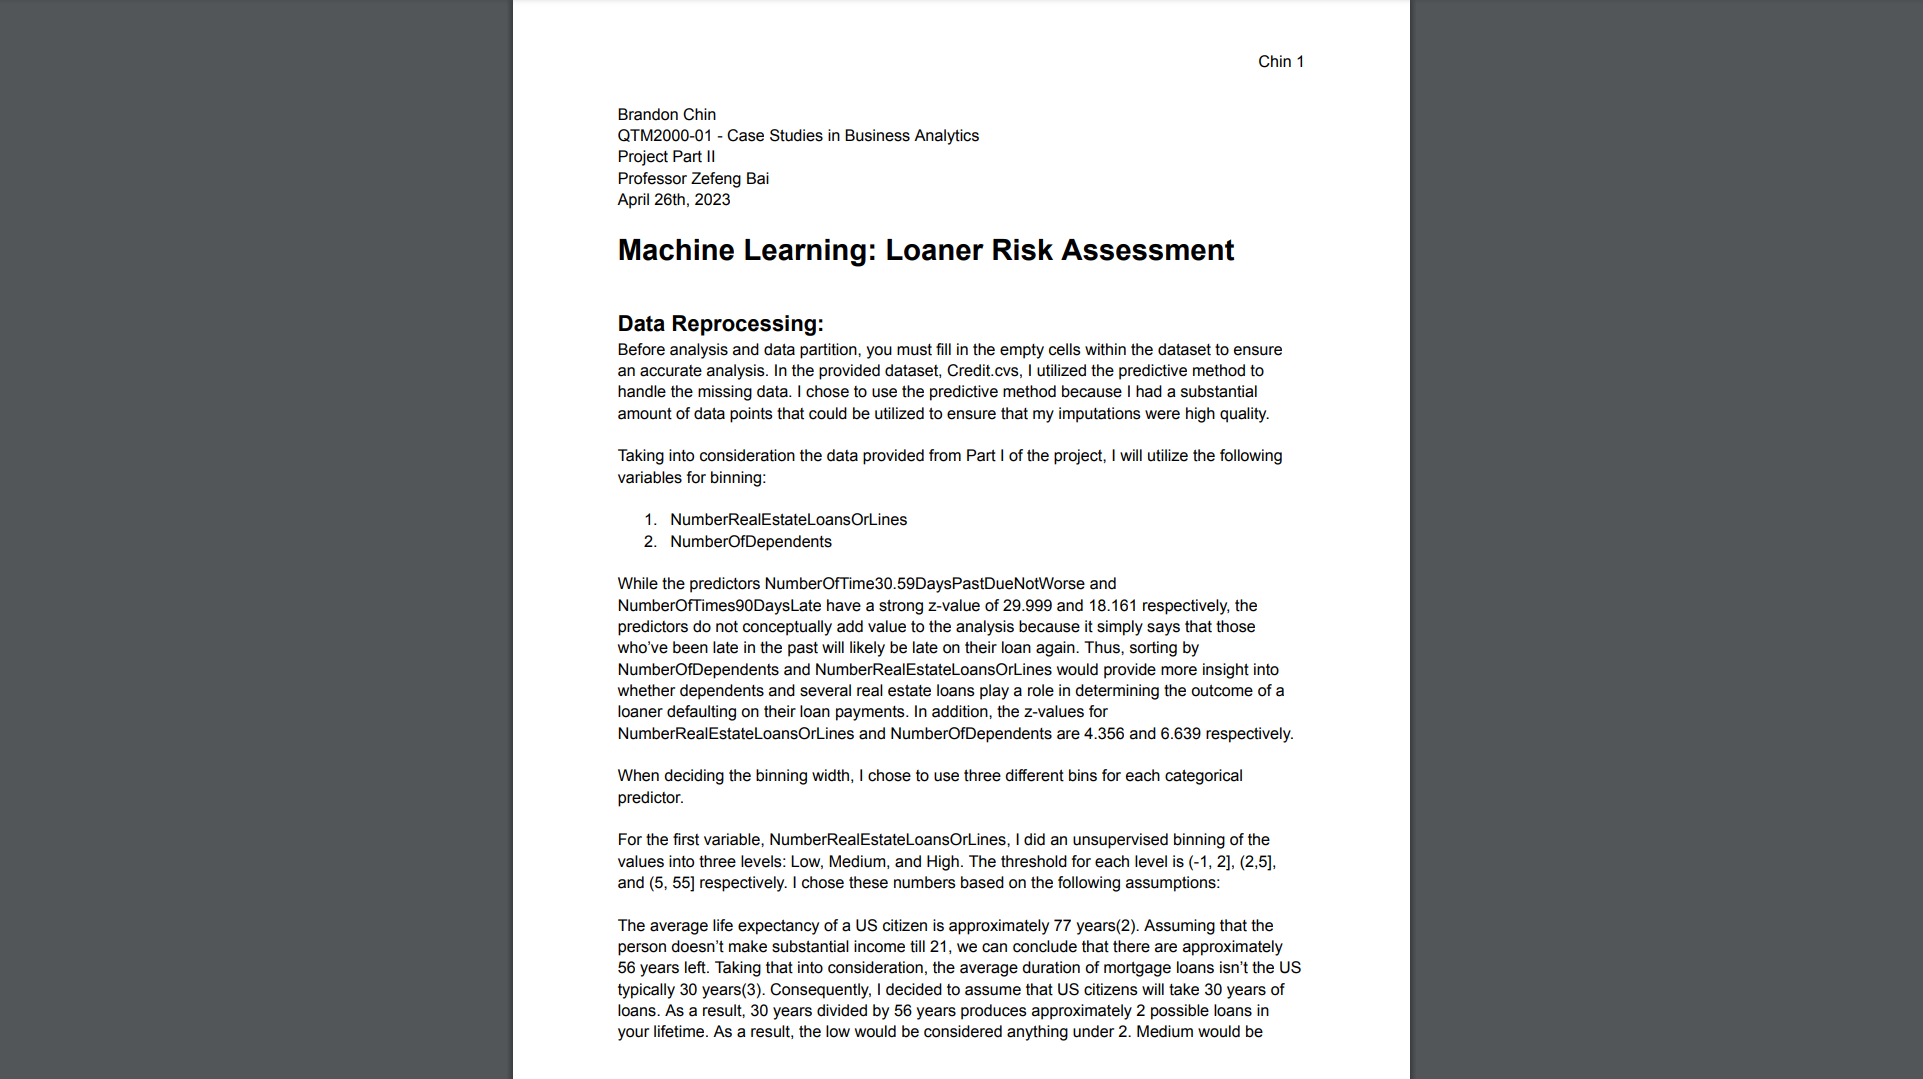 Chin 1
Brandon Chin
QTM2000-01 - Case Studies in Business Analytics
Project Part II
Professor Zefeng Bai
April 26th, 2023
Machine Learning: Loaner Risk Assessment
Data Reprocessing:
Before analysis and data partition, you must fill in the empty cells within the dataset to ensure
an accurate analysis. In the provided dataset, Credit.cvs, I utilized the predictive method to
handle the missing data. I chose to use the predictive method because I had a substantial
amount of data points that could be utilized to ensure that my imputations were high quality.
Taking into consideration the data provided from Part I of the project, I will utilize the following
variables for binning:
1. NumberRealEstateLoansOrLines
2. NumberOfDependents
While the predictors NumberOfTime30.59DaysPastDueNotWorse and
NumberOfTimes90DaysLate have a strong z-value of 29.999 and 18.161 respectively, the
predictors do not conceptually add value to the analysis because it simply says that those
who've been late in the past will likely be late on their loan again. Thus, sorting by
NumberOfDependents and NumberRealEstateLoansOrLines would provide more insight into
whether dependents and several real estate loans play a role in determining the outcome of a
loaner defaulting on their loan payments. In addition, the z-values for
NumberRealEstateLoansOrLines and NumberOfDependents are 4.356 and 6.639 respectively.
When deciding the binning width, I chose to use three different bins for each categorical
predictor.
For the first variable, NumberRealEstateLoansOrLines, I did an unsupervised binning of the
values into three levels: Low, Medium, and High. The threshold for each level is (-1, 2], (2,5],
and (5, 55] respectively. I chose these numbers based on the following assumptions:
The average life expectancy of a US citizen is approximately 77 years(2). Assuming that the
person doesn't make substantial income till 21, we can conclude that there are approximately
56 years left. Taking that into consideration, the average duration of mortgage loans isn't the US
typically 30 years(3). Consequently, I decided to assume that US citizens will take 30 years of
loans. As a result, 30 years divided by 56 years produces approximately 2 possible loans in
your lifetime. As a result, the low would be considered anything under 2. Medium would be